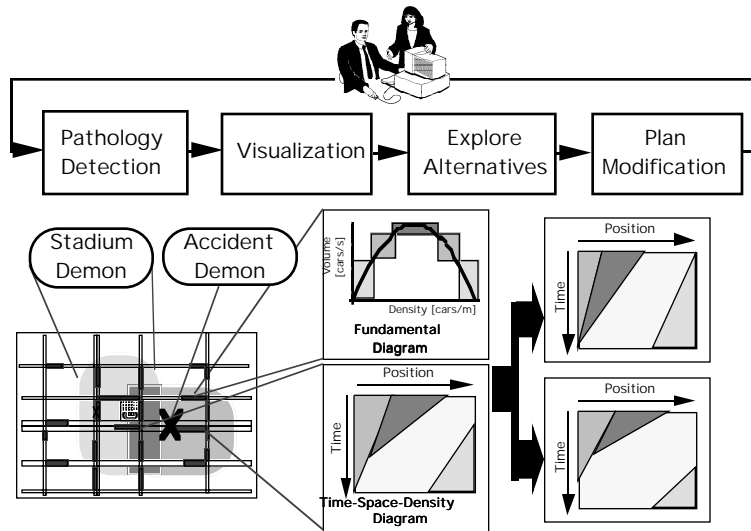 Pathology
Detection
Visualization
Explore
Alternatives
Plan
Modification
Stadium
Demon
Accident
Demon
Volume
[cars/s]
Density [cars/m]
Fundamental
Diagram
Position
Time
Time-Space-Density
Diagram
Position
Time
Position
Time